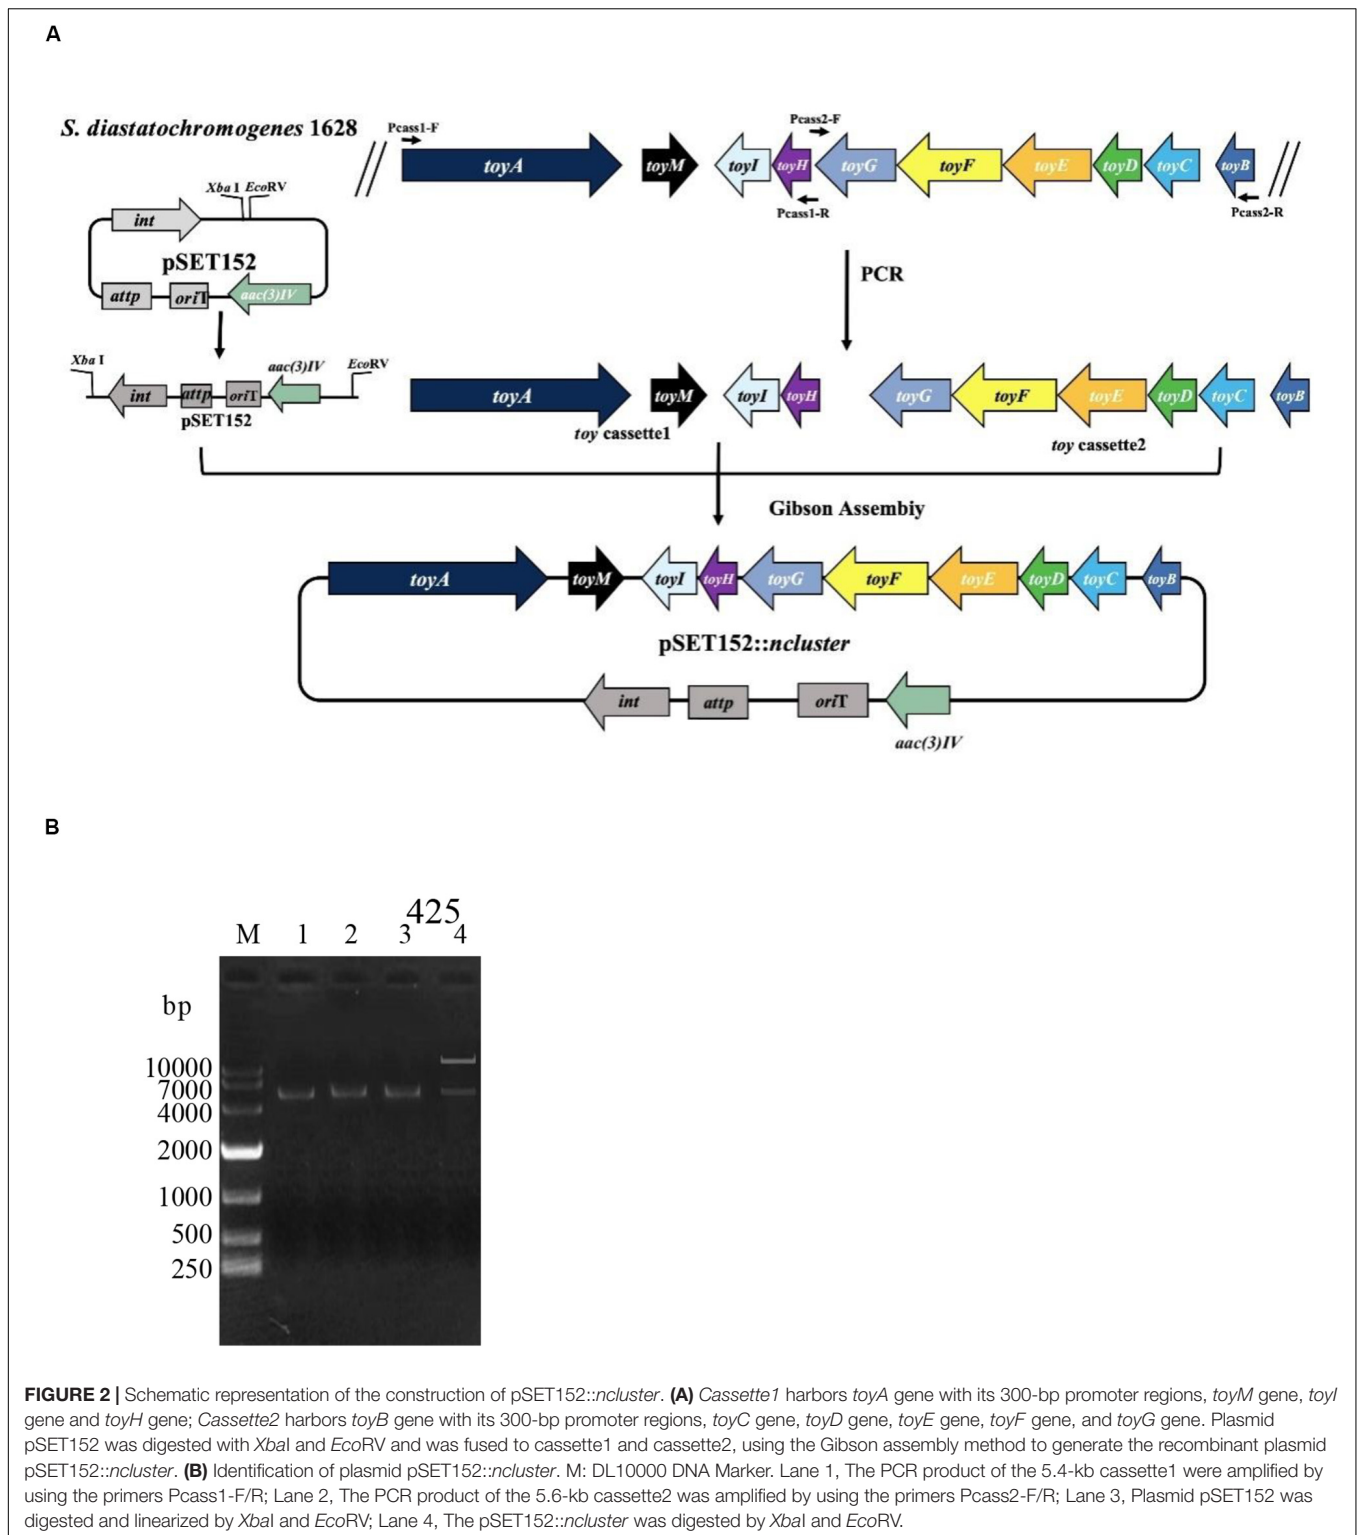 A
S. diastatochromogenes 1628
Pcass1-F
Pcass2-F
toyA toyM toyI toyH toyG toyF toyE toyD toyC toyB
Pcass1-R
Pcass2-R
Xba I EcoRV
int
pSET152
attp oriT aac(3)IV
PCR
Xba I aac(3)IV EcoRV
int attp oriT
pSET152
toyA toyM toyI toyH toyG toyF toyE toyD toyC toyB
toy cassette1
toy cassette2
Gibson Assembiy
toyA toyM toyI toyH toyG toyF toyE toyD toyC toyB
pSET152::ncluster
int attp oriT
aac(3)IV
B
425
M 1 2 3 4
bp
10000
7000
4000
2000
1000
500
250
FIGURE 2 | Schematic representation of the construction of pSET152::ncluster. (A) Cassette1 harbors toyA gene with its 300-bp promoter regions, toyM gene, toyI
gene and toyH gene; Cassette2 harbors toyB gene with its 300-bp promoter regions, toyC gene, toyD gene, toyE gene, toyF gene, and toyG gene. Plasmid
pSET152 was digested with XbaI and EcoRV and was fused to cassette1 and cassette2, using the Gibson assembly method to generate the recombinant plasmid
pSET152::ncluster. (B) Identification of plasmid pSET152::ncluster. M: DL10000 DNA Marker. Lane 1, The PCR product of the 5.4-kb cassette1 were amplified by
using the primers Pcass1-F/R; Lane 2, The PCR product of the 5.6-kb cassette2 was amplified by using the primers Pcass2-F/R; Lane 3, Plasmid pSET152 was
digested and linearized by XbaI and EcoRV; Lane 4, The pSET152::ncluster was digested by XbaI and EcoRV.